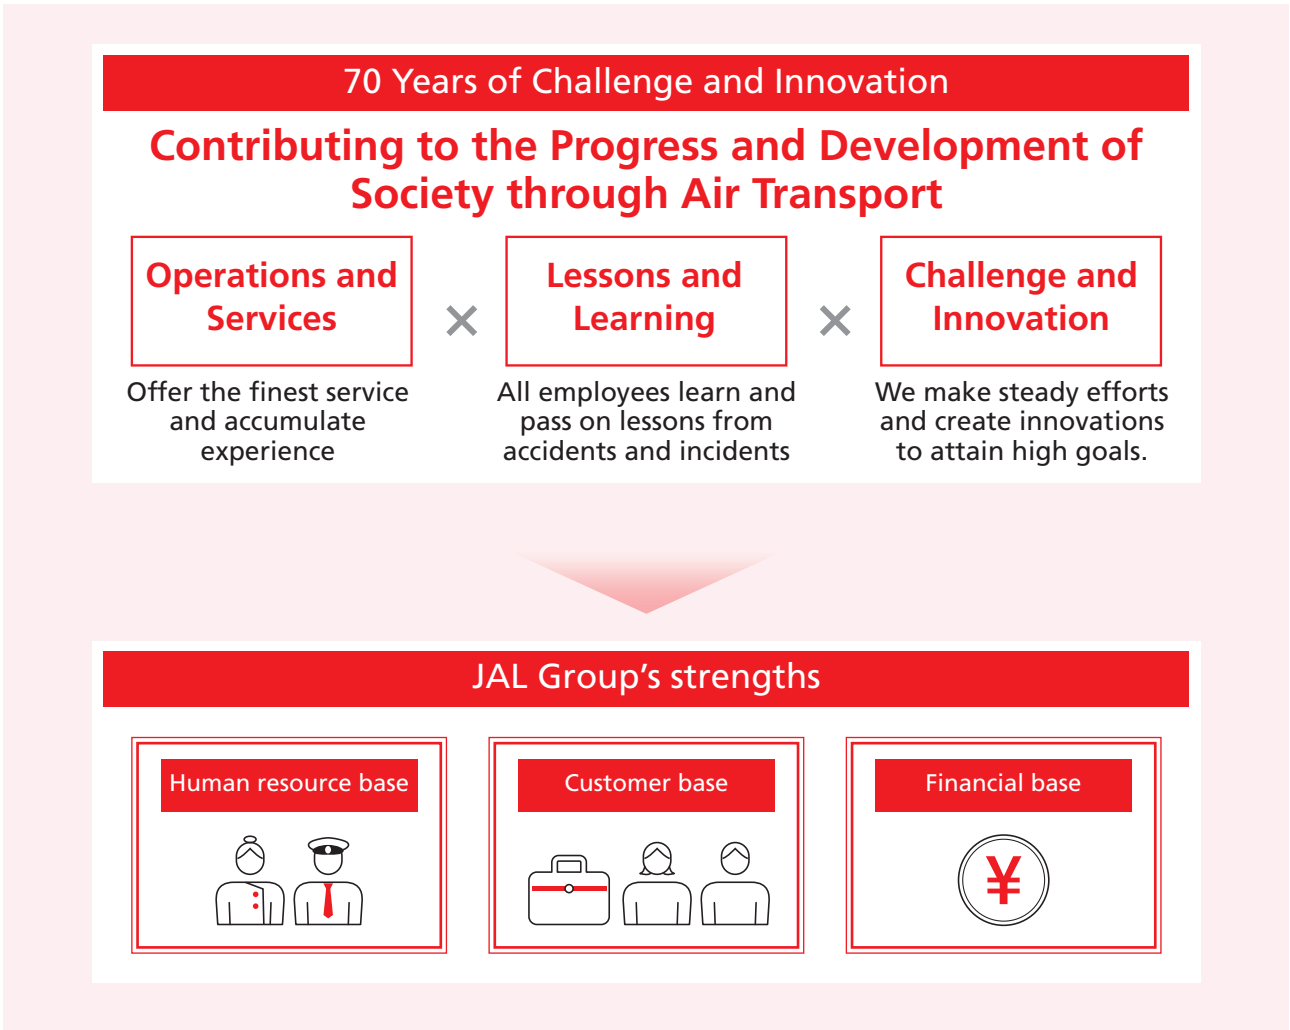 70 Years of Challenge and Innovation
Contributing to the Progress and Development of
Society through Air Transport
Operations and
Services
×
Lessons and
Learning
×
Challenge and
Innovation
Offer the finest service
and accumulate
experience
All employees learn and
pass on lessons from
accidents and incidents
We make steady efforts
and create innovations
to attain high goals.
JAL Group’s strengths
Human resource base
Customer base
Financial base
¥